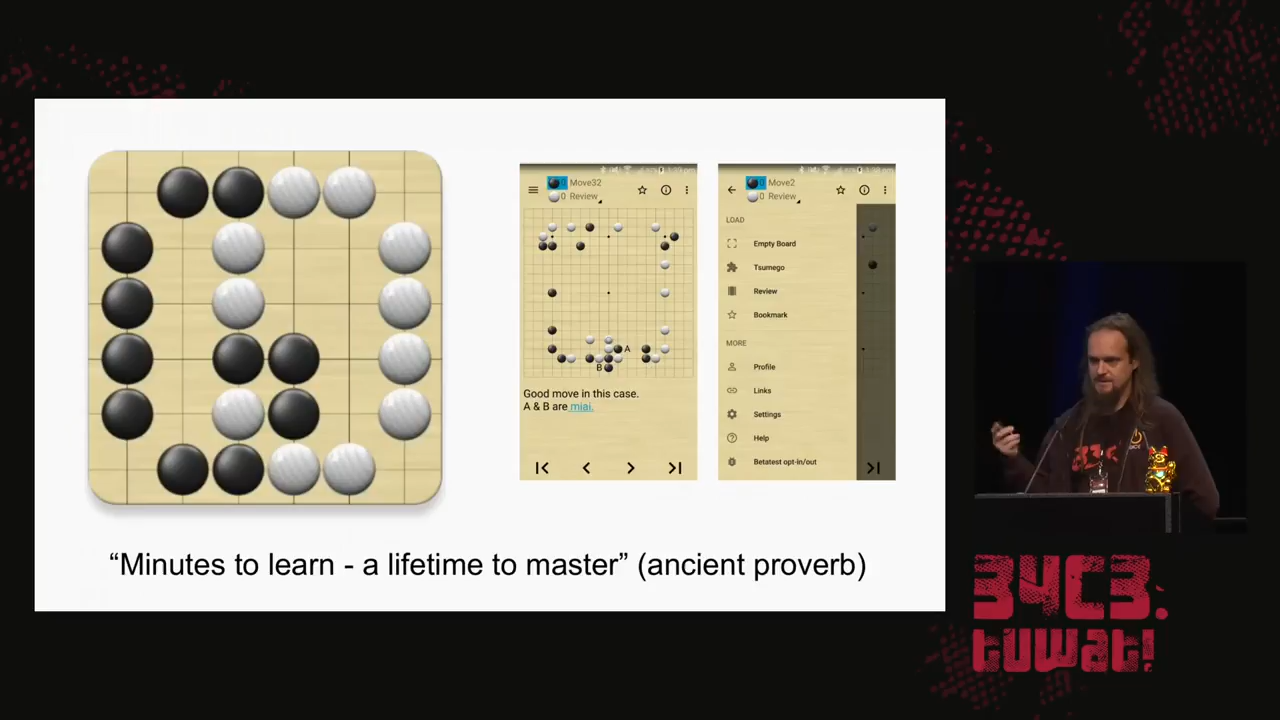 Move32
0 Review
A
B
Good move in this case.
A & B are miai.
Move2
0 Review
LOAD
Empty Board
Tsumego
Review
Bookmark
MORE
Profile
Links
Settings
Help
Betatest opt-in/out
“Minutes to learn - a lifetime to master” (ancient proverb)
34C3.
tuwat!